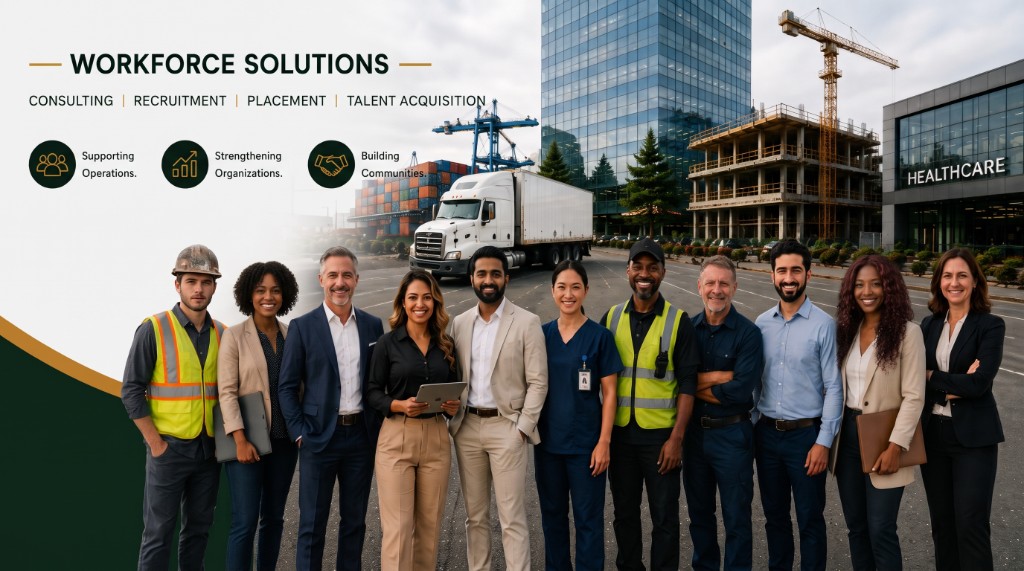 WORKFORCE SOLUTIONS
CONSULTING | RECRUITMENT | PLACEMENT | TALENT ACQUISITION
Supporting
Operations.
Strengthening
Organizations.
Building
Communities.
HEALTHCARE